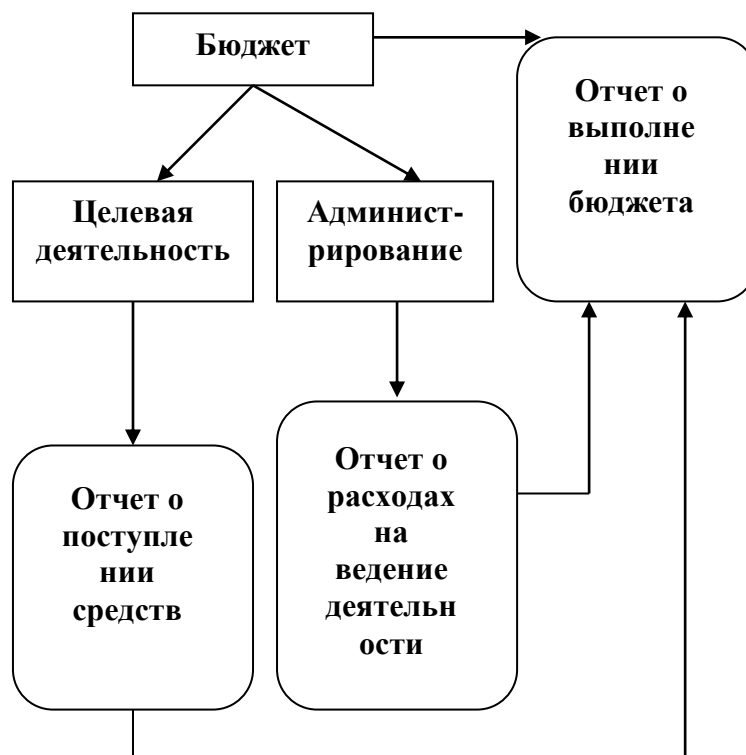 Бюджет
Отчет о
выполне
нии
бюджета
Целевая
деятельность
Админист-
рирование
Отчет о
поступле
нии
средств
Отчет о
расходах
на
ведение
деятельн
ости